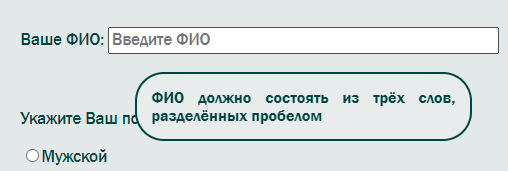 Ваше ФИО: Введите ФИО
ФИО должно состоять из трёх слов,
разделённых пробелом
Укажите Ваш по
Мужской